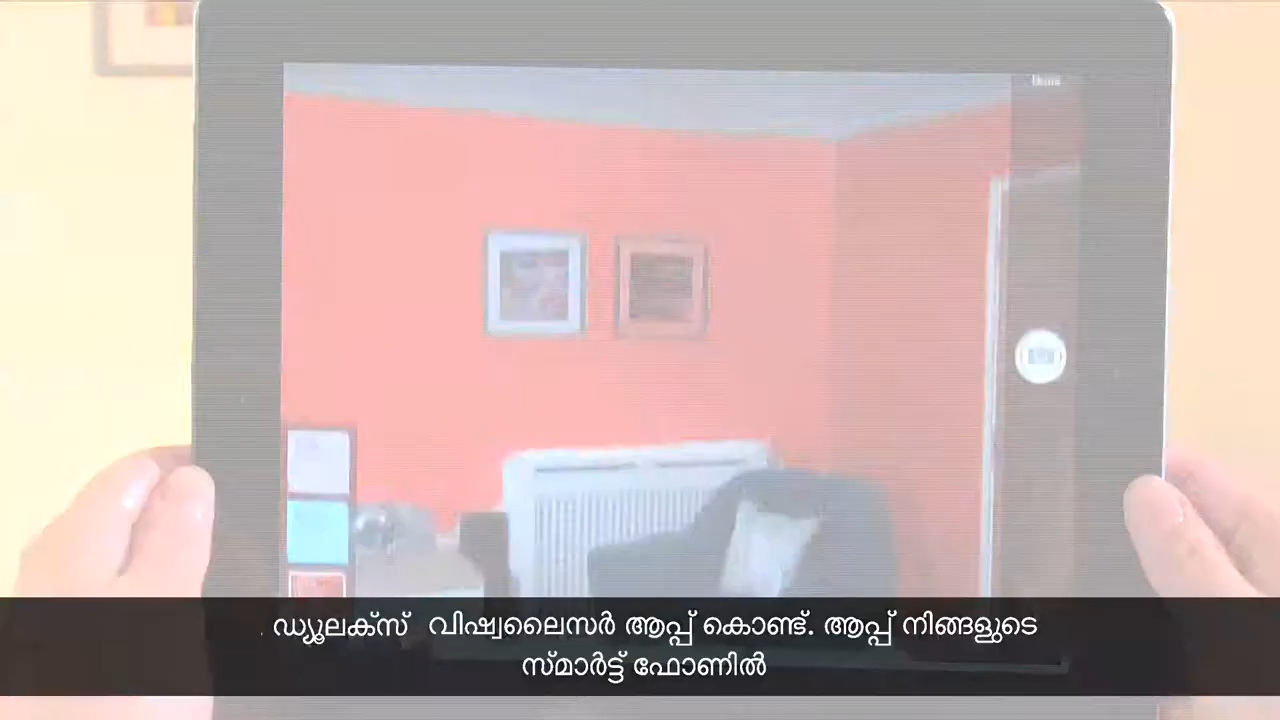 ഡ്യൂലക്സ് വിഷ്വലൈസർ ആപ്പ് കൊണ്ട്. ആപ്പ് നിങ്ങളുടെ
സ്മാർട്ട് ഫോണിൽ